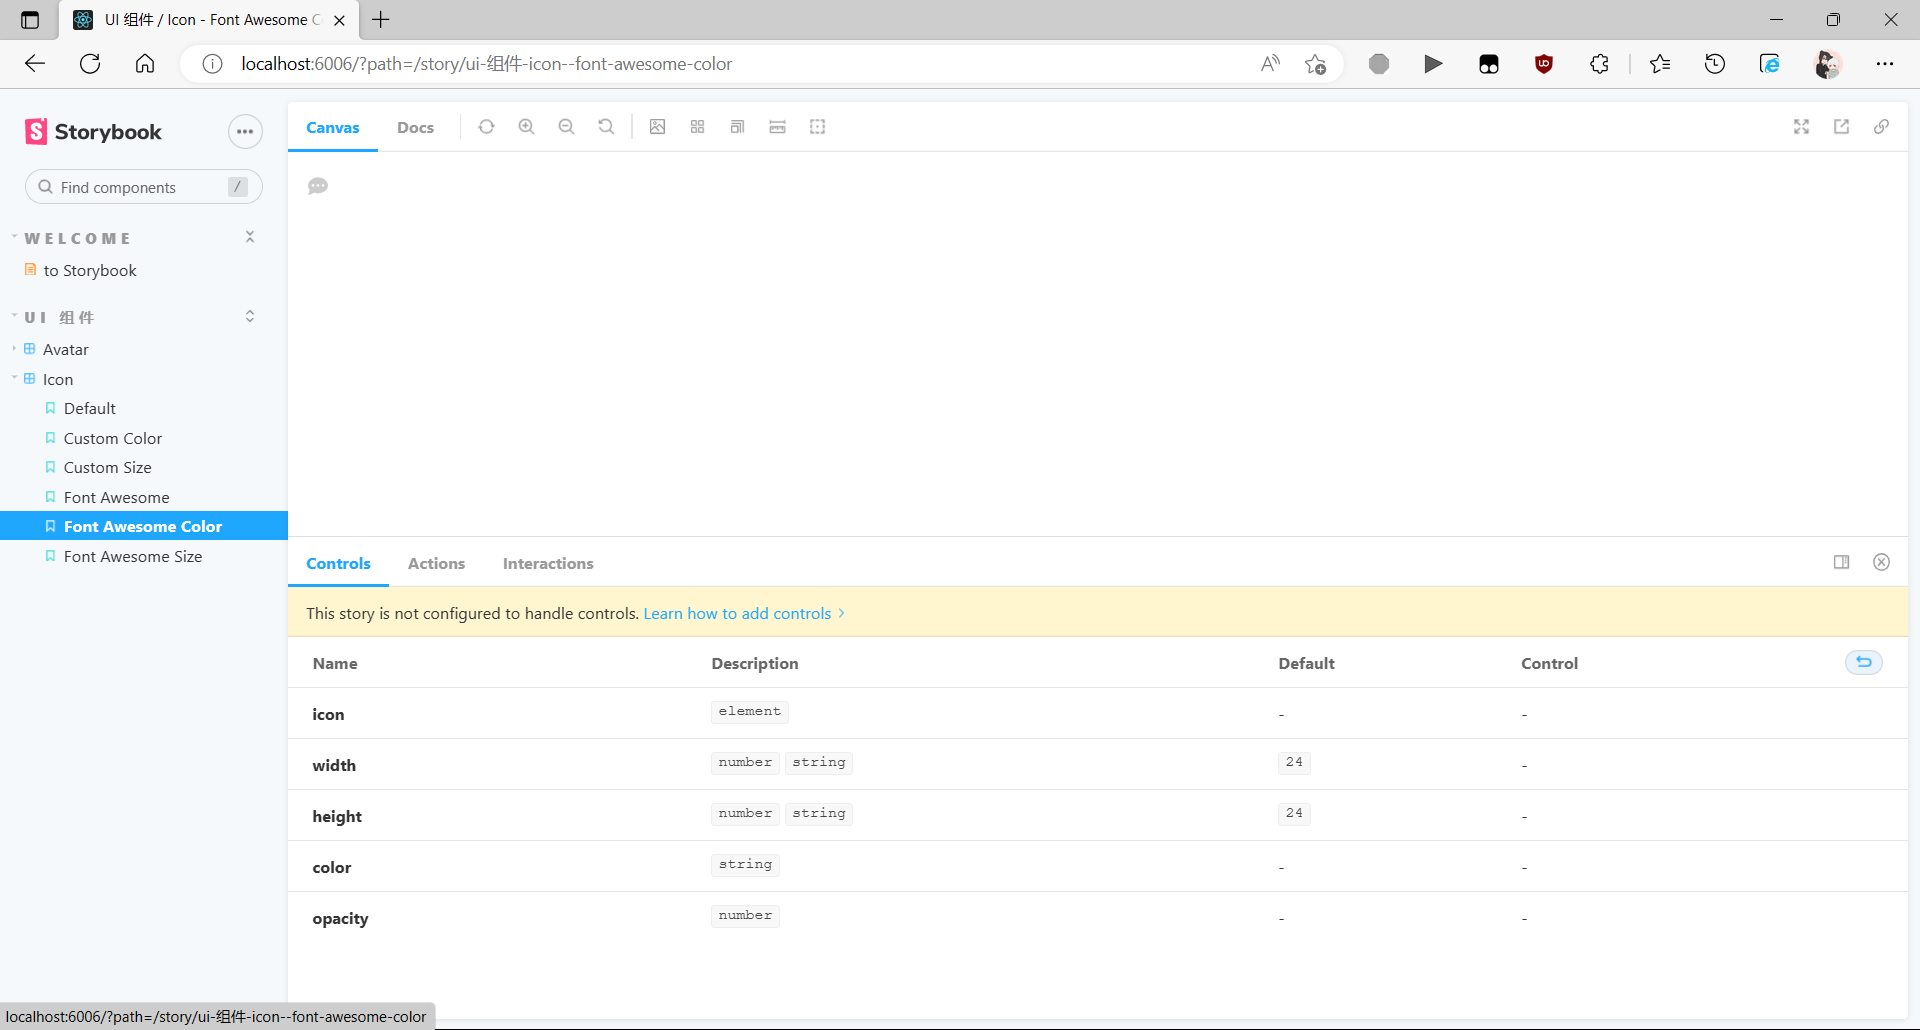 UI 组件 / Icon - Font Awesome C
localhost:6006/?path=/story/ui-组件-icon--font-awesome-color
Storybook
Find components /
WELCOME
to Storybook
UI 组件
Avatar
Icon
Default
Custom Color
Custom Size
Font Awesome
Font Awesome Color
Font Awesome Size
Canvas Docs
Controls Actions Interactions
This story is not configured to handle controls. Learn how to add controls
Name Description Default Control
icon element - -
width number string 24 -
height number string 24 -
color string - -
opacity number - -
localhost:6006/?path=/story/ui-组件-icon--font-awesome-color